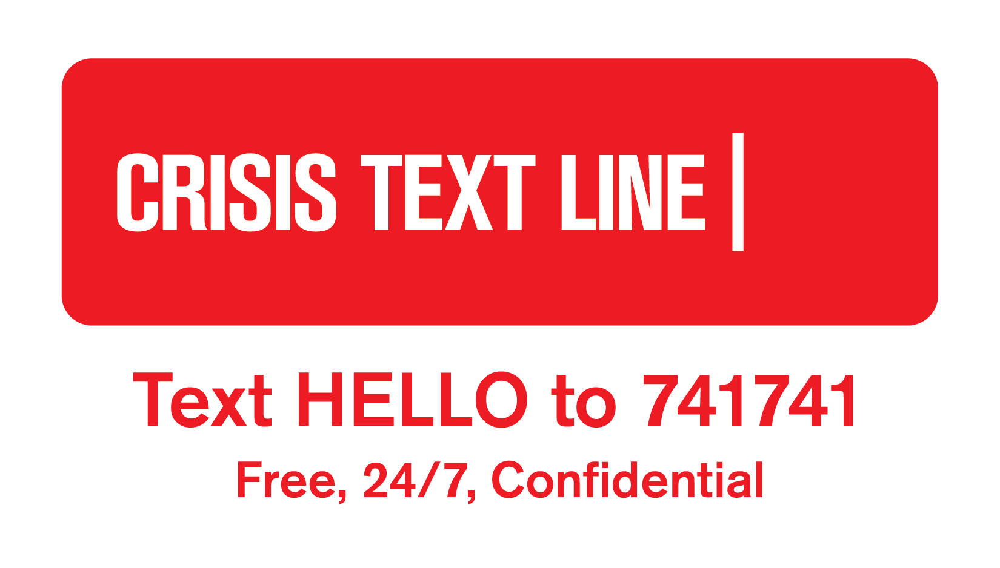 CRISIS TEXT LINE |
Text HELLO to 741741
Free, 24/7, Confidential